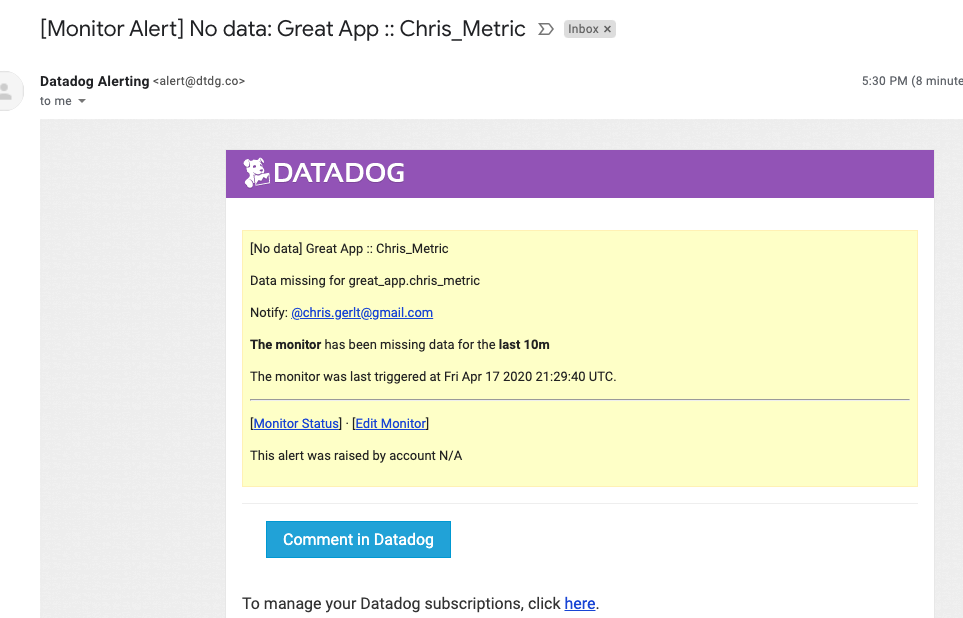 [Monitor Alert] No data: Great App :: Chris_Metric Inbox ×
Datadog Alerting <alert@dtdg.co> 5:30 PM (8 minute
to me
DATADOG
[No data] Great App :: Chris_Metric
Data missing for great_app.chris_metric
Notify: @chris.gerlt@gmail.com
The monitor has been missing data for the last 10m
The monitor was last triggered at Fri Apr 17 2020 21:29:40 UTC.
[Monitor Status] · [Edit Monitor]
This alert was raised by account N/A
Comment in Datadog
To manage your Datadog subscriptions, click here.